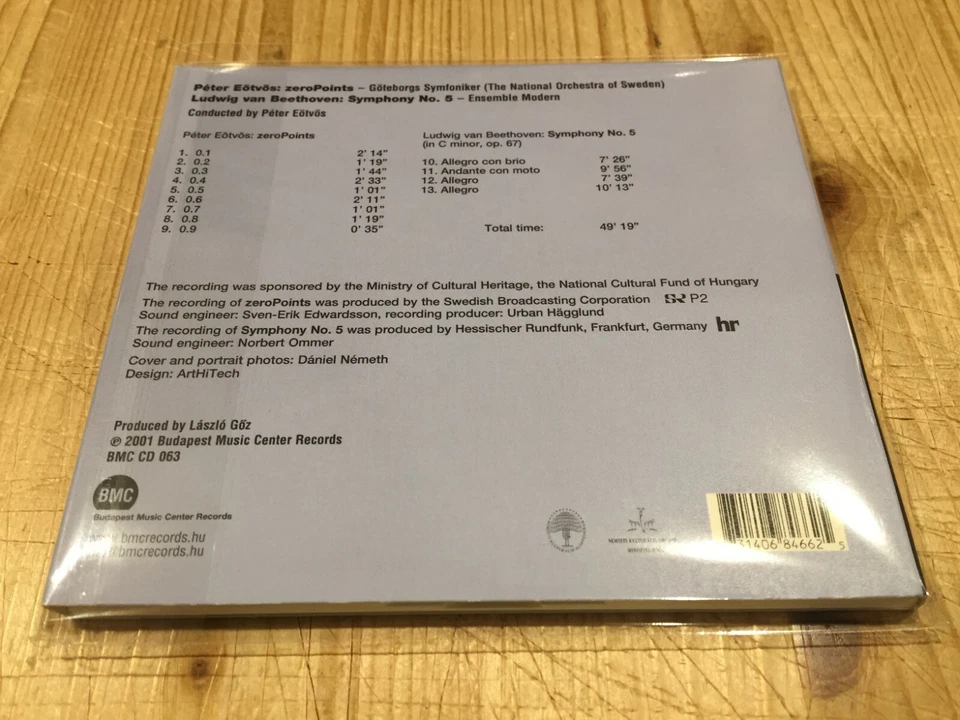 Péter Eötvös: zeroPoints – Göteborgs Symfoniker (The National Orchestra of Sweden)
Ludwig van Beethoven: Symphony No. 5 – Ensemble Modern
Conducted by Péter Eötvös
Péter Eötvös: zeroPoints
1. 0.1 2' 14"
2. 0.2 1' 19"
3. 0.3 1' 44"
4. 0.4 2' 33"
5. 0.5 1' 01"
6. 0.6 2' 11"
7. 0.7 1' 01"
8. 0.8 1' 19"
9. 0.9 0' 35"
Ludwig van Beethoven: Symphony No. 5
(in C minor, op. 67)
10. Allegro con brio 7' 26"
11. Andante con moto 9' 56"
12. Allegro 7' 39"
13. Allegro 10' 13"
Total time: 49' 19"
The recording was sponsored by the Ministry of Cultural Heritage, the National Cultural Fund of Hungary
The recording of zeroPoints was produced by the Swedish Broadcasting Corporation SR P2
Sound engineer: Sven-Erik Edwardsson, recording producer: Urban Hägglund
The recording of Symphony No. 5 was produced by Hessischer Rundfunk, Frankfurt, Germany hr
Sound engineer: Norbert Ommer
Cover and portrait photos: Dániel Németh
Design: ArtHiTech
Produced by László Gőz
℗ 2001 Budapest Music Center Records
BMC CD 063
BMC
Budapest Music Center Records
bmcrecords.hu
bmcrecords.hu
31406 84662 5